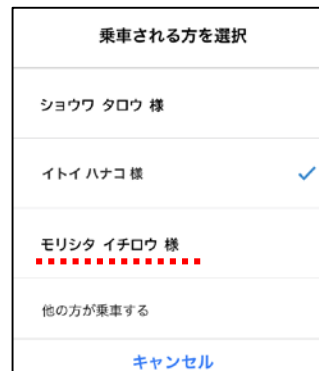 乗車される方を選択
ショウワ タロウ 様
イトイ ハナコ 様
モリシタ イチロウ 様
他の方が乗車する
キャンセル